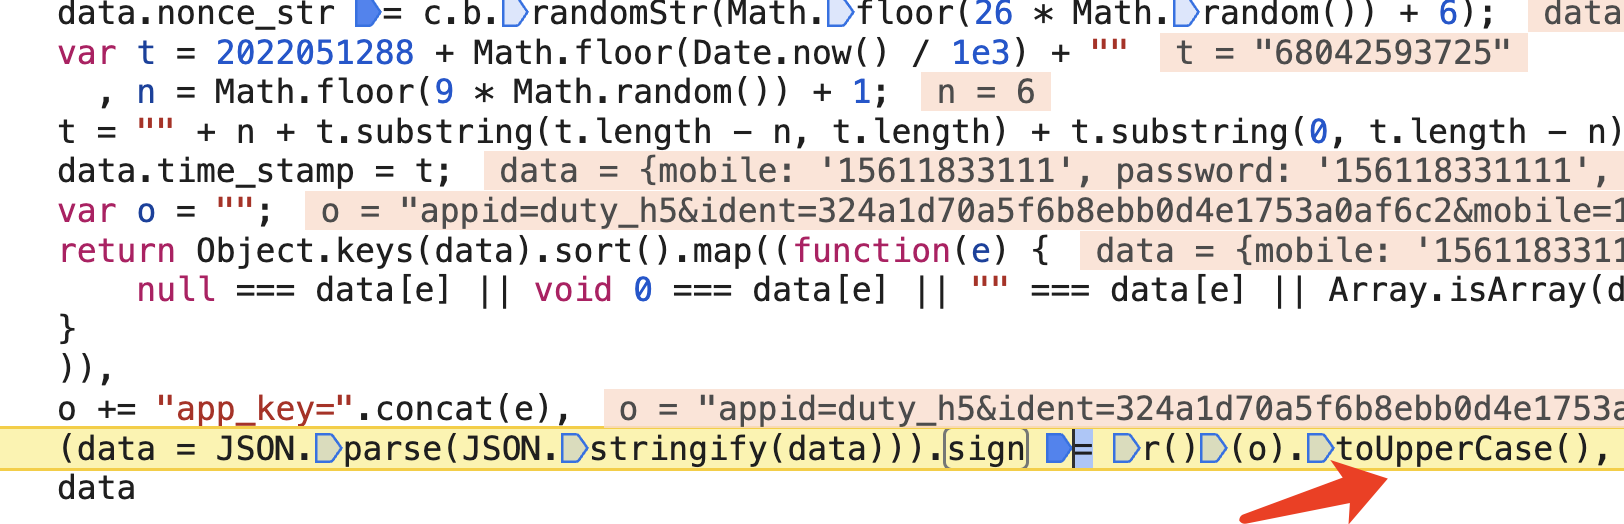 data.nonce_str = c.b.randomStr(Math.floor(26 * Math.random()) + 6); data
var t = 2022051288 + Math.floor(Date.now() / 1e3) + "" t = "68042593725"
, n = Math.floor(9 * Math.random()) + 1; n = 6
t = "" + n + t.substring(t.length - n, t.length) + t.substring(0, t.length - n)
data.time_stamp = t; data = {mobile: '15611833111', password: '156118331111',
var o = ""; o = "appid=duty_h5&ident=324a1d70a5f6b8ebb0d4e1753a0af6c2&mobile=1
return Object.keys(data).sort().map((function(e) { data = {mobile: '1561183311
null === data[e] || void 0 === data[e] || "" === data[e] || Array.isArray(d
}
)),
o += "app_key=".concat(e), o = "appid=duty_h5&ident=324a1d70a5f6b8ebb0d4e1753a
(data = JSON.parse(JSON.stringify(data))).sign = r()(o).toUpperCase(),
data